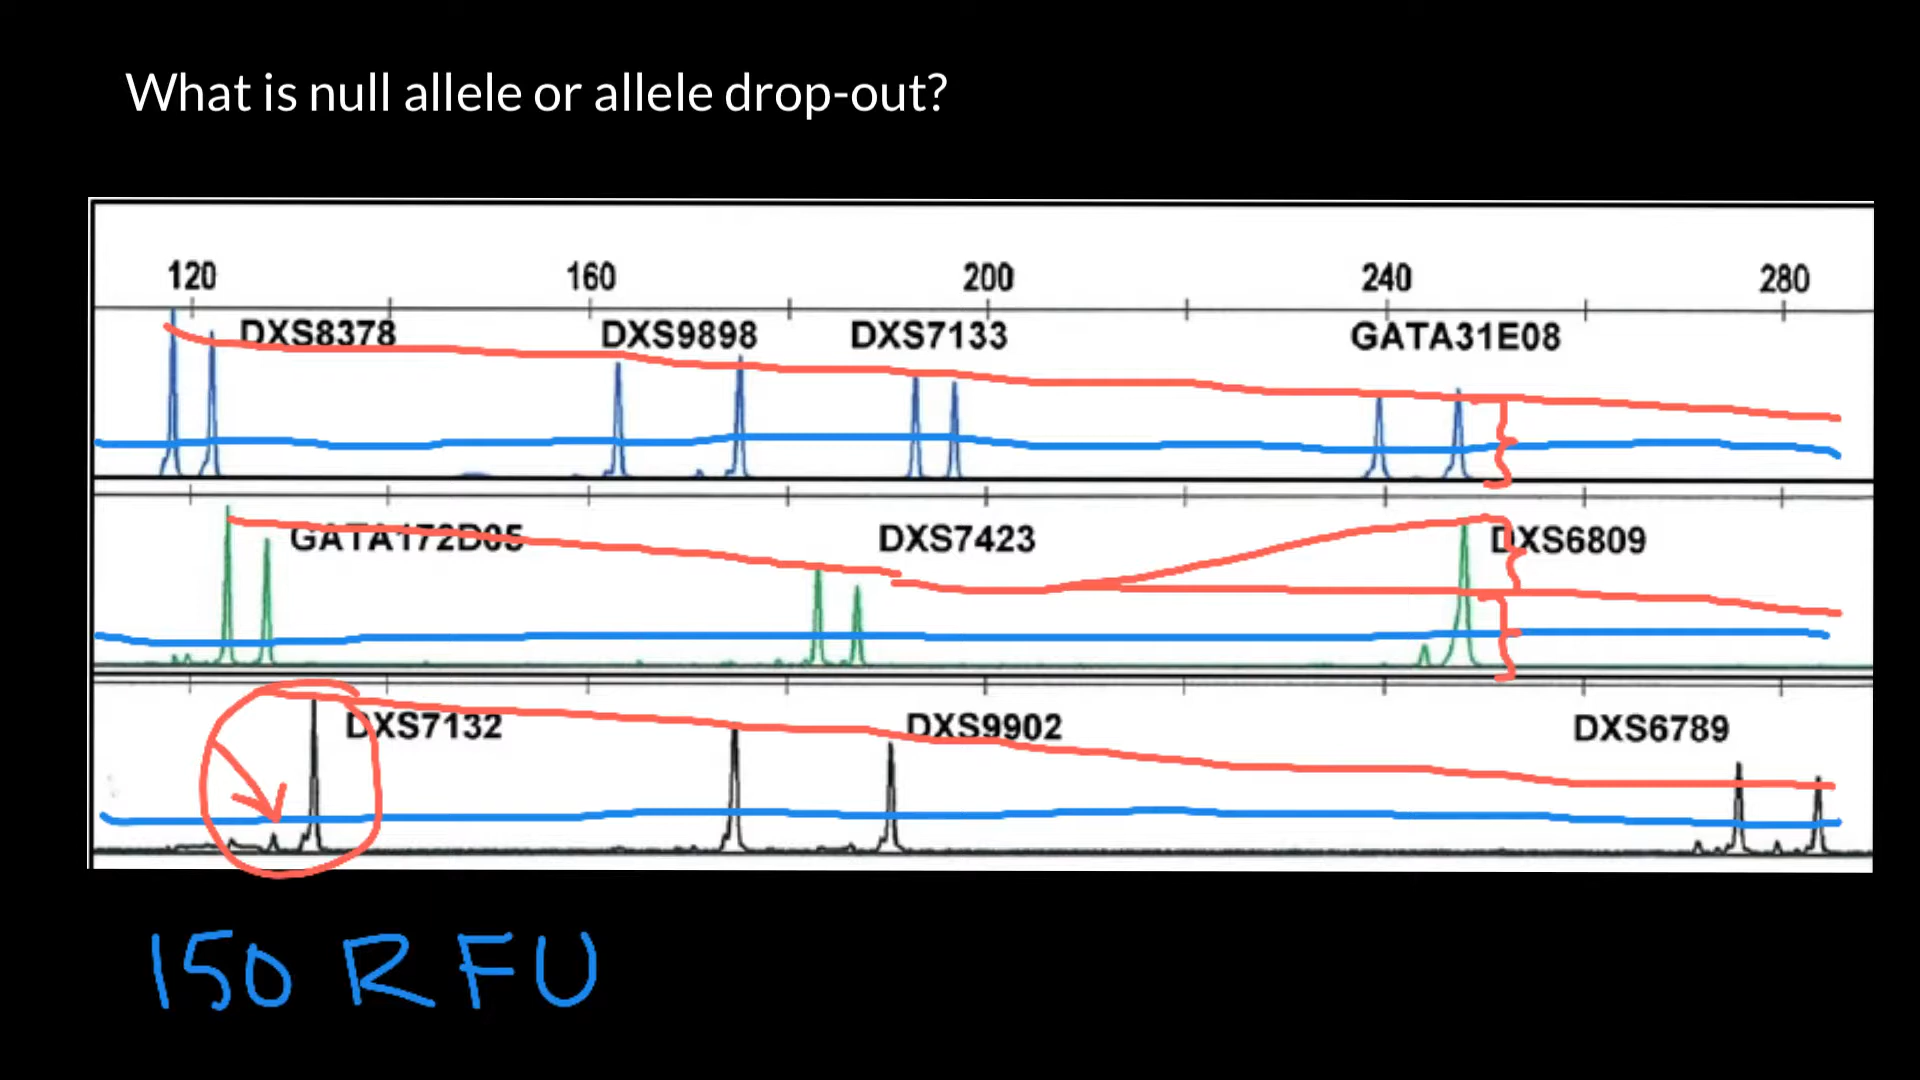 What is null allele or allele drop-out?
120 160 200 240 280
DXS8378 DXS9898 DXS7133 GATA31E08
GATA172D05 DXS7423 DXS6809
DXS7132 DXS9902 DXS6789
150 RFU